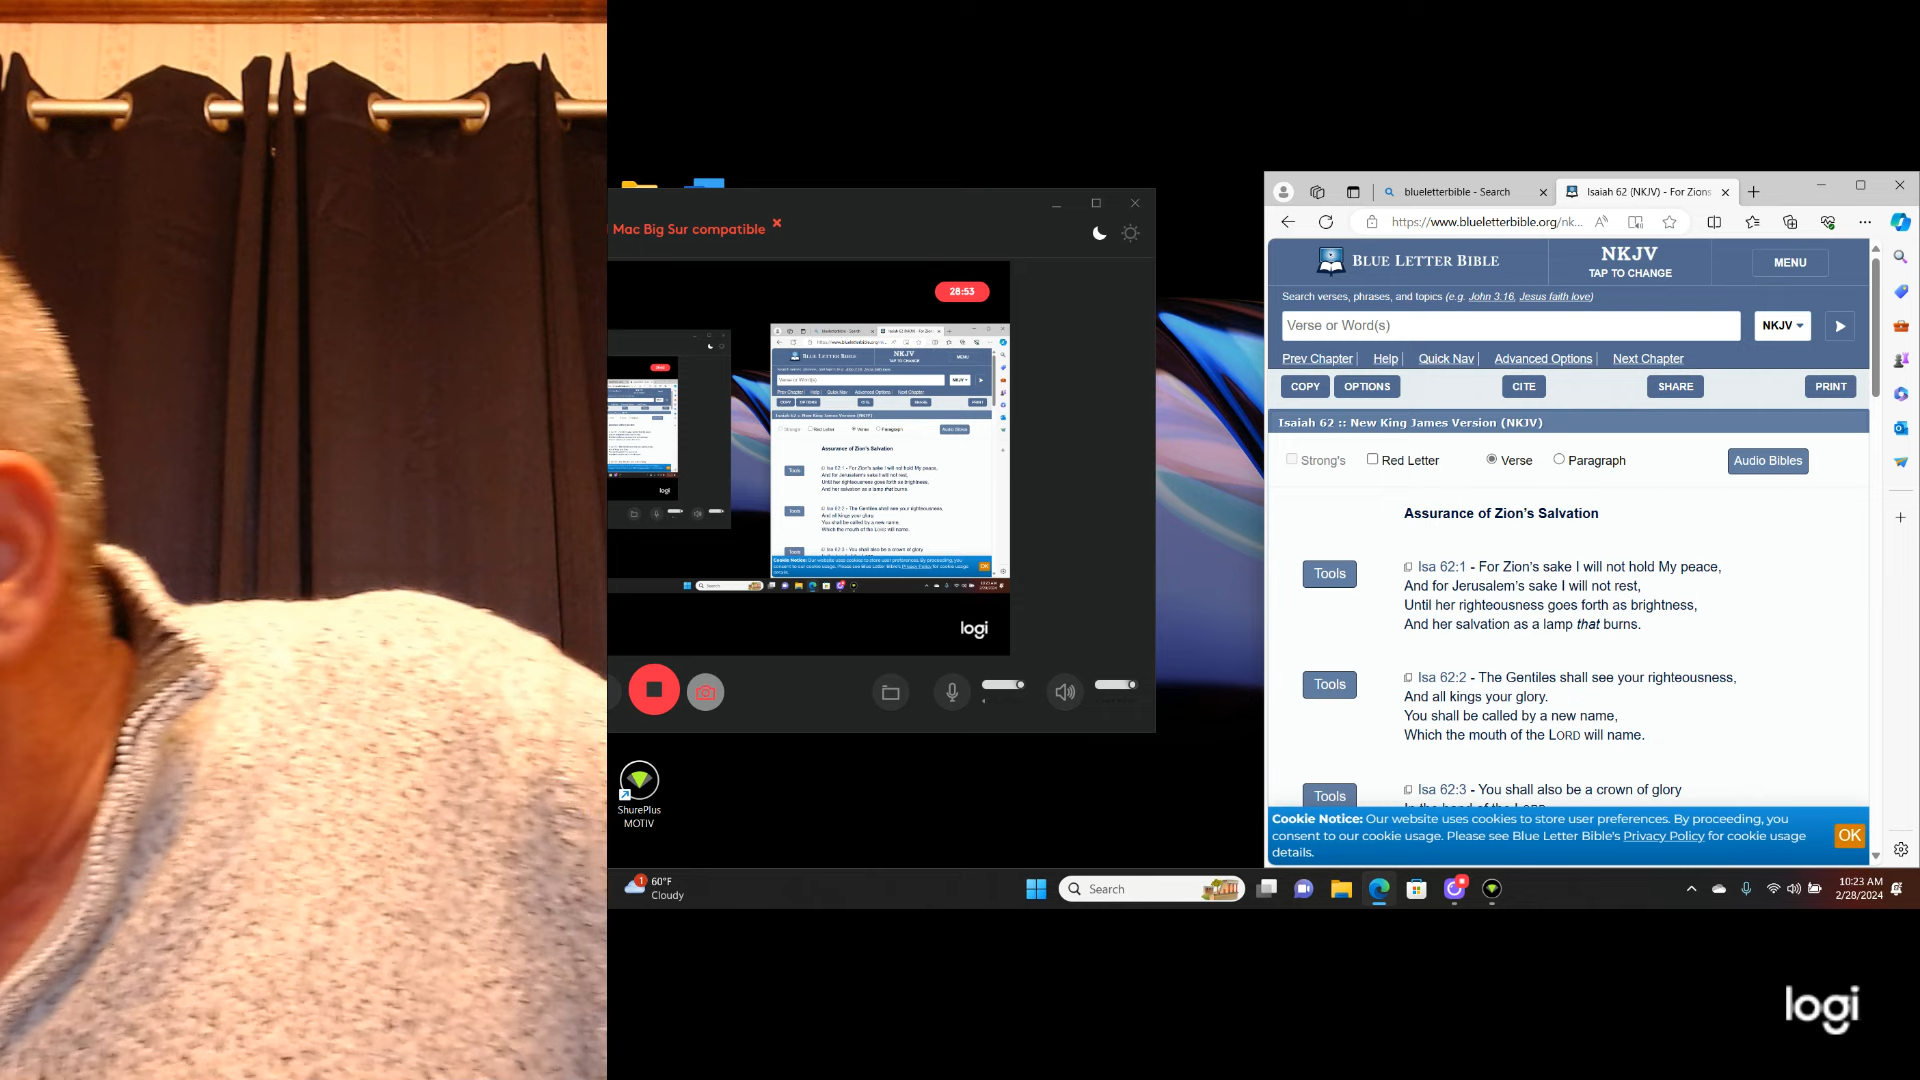 Mac Big Sur compatible
28:53
logi
ShurePlus
MOTIV
1
60°F
Cloudy
Search
blueletterbible - Search
Isaiah 62 (NKJV) - For Zions
https://www.blueletterbible.org/nk...
BLUE LETTER BIBLE
NKJV
TAP TO CHANGE
MENU
Search verses, phrases, and topics (e.g. John 3.16, Jesus faith love)
Verse or Word(s)
NKJV
Prev Chapter
Help
Quick Nav
Advanced Options
Next Chapter
COPY
OPTIONS
CITE
SHARE
PRINT
Isaiah 62 :: New King James Version (NKJV)
Strong's
Red Letter
Verse
Paragraph
Audio Bibles
Assurance of Zion's Salvation
Tools
Isa 62:1 - For Zion's sake I will not hold My peace,
And for Jerusalem's sake I will not rest,
Until her righteousness goes forth as brightness,
And her salvation as a lamp that burns.
Tools
Isa 62:2 - The Gentiles shall see your righteousness,
And all kings your glory.
You shall be called by a new name,
Which the mouth of the LORD will name.
Tools
Isa 62:3 - You shall also be a crown of glory
Cookie Notice: Our website uses cookies to store user preferences. By proceeding, you
consent to our cookie usage. Please see Blue Letter Bible's Privacy Policy for cookie usage
details.
OK
10:23 AM
2/28/2024
logi